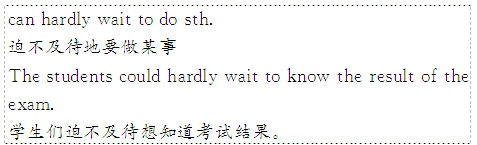 can hardly wait to do sth.
迫不及待地要做某事
The students could hardly wait to know the result of the
exam.
学生们迫不及待想知道考试结果。